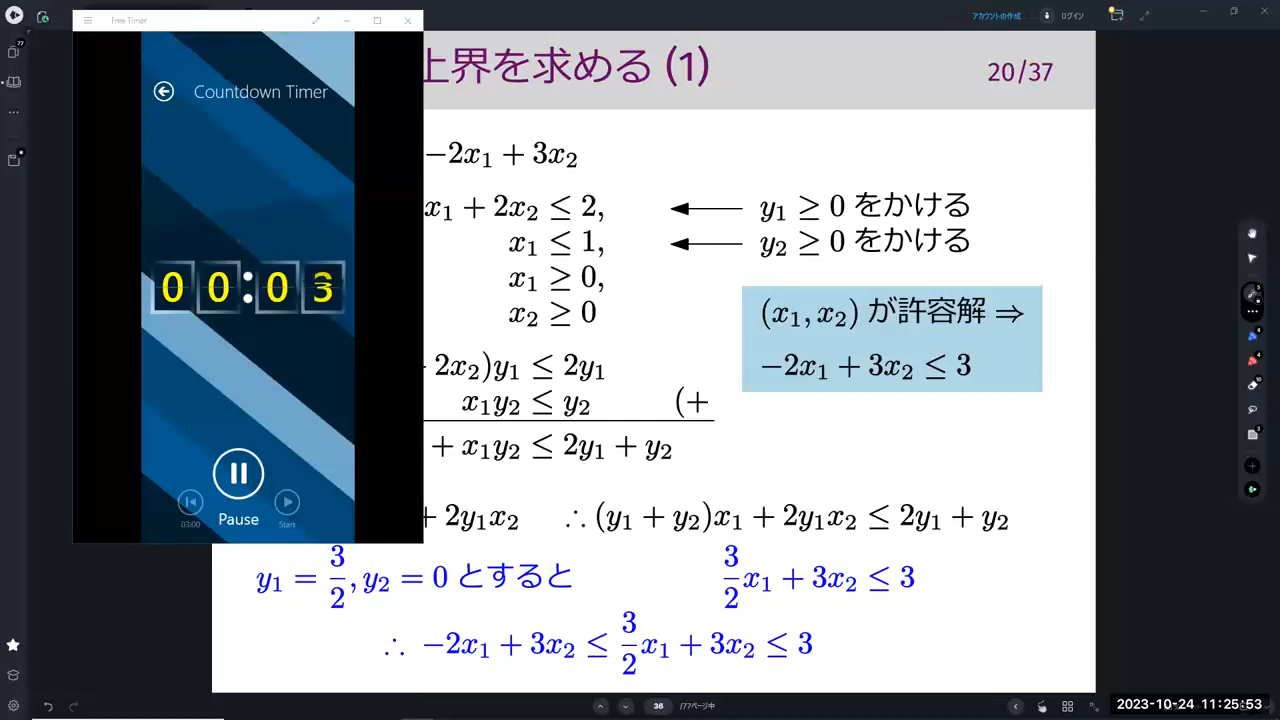 アカウントの作成 ログイン
Free Timer
77
Countdown Timer
00:03
03:00 Pause Start
上界を求める (1) 20/37
−2x₁ + 3x₂
x₁ + 2x₂ ≤ 2, ← y₁ ≥ 0 をかける
x₁ ≤ 1, ← y₂ ≥ 0 をかける
x₁ ≥ 0,
x₂ ≥ 0
(x₁, x₂) が許容解 ⇒
−2x₁ + 3x₂ ≤ 3
2x₂)y₁ ≤ 2y₁
x₁y₂ ≤ y₂ (+
+ x₁y₂ ≤ 2y₁ + y₂
+ 2y₁x₂ ∴ (y₁ + y₂)x₁ + 2y₁x₂ ≤ 2y₁ + y₂
y₁ = 3/2, y₂ = 0 とすると 3/2 x₁ + 3x₂ ≤ 3
∴ −2x₁ + 3x₂ ≤ 3/2 x₁ + 3x₂ ≤ 3
36 /77ページ中
2023-10-24 11:25:53